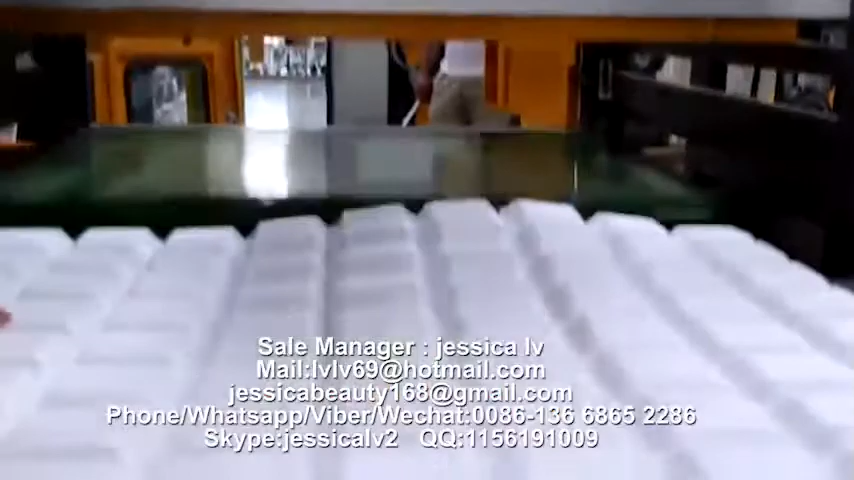 Sale Manager : jessica lv
Mail:lvlv69@hotmail.com
jessicabeauty168@gmail.com
Phone/Whatsapp/Viber/Wechat:0086-136 6865 2286
Skype:jessicalv2 QQ:1156191009